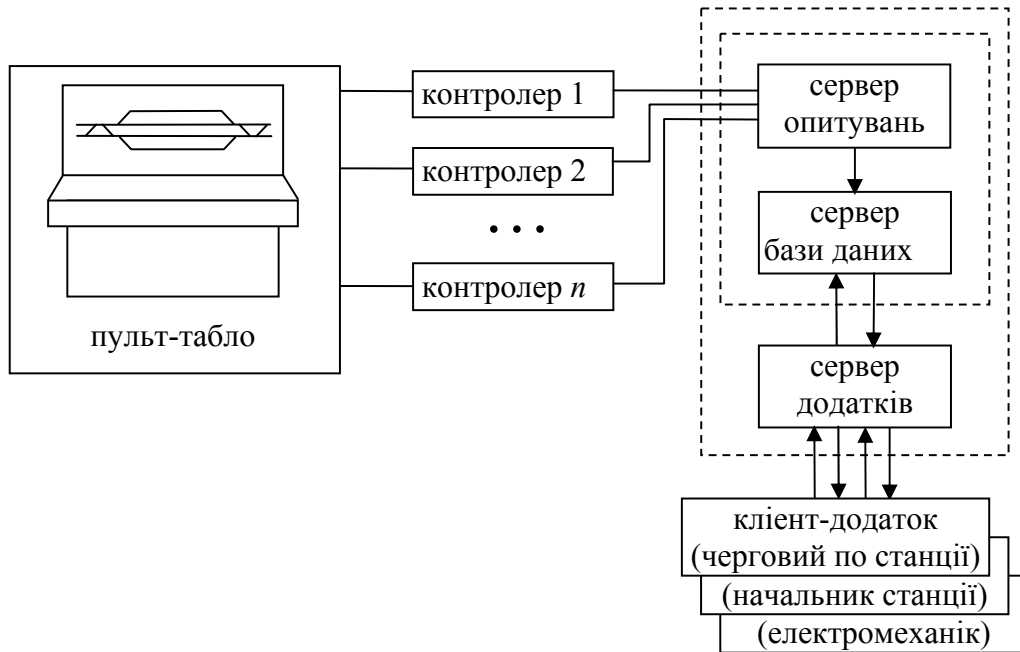 пульт-табло
контролер 1
контролер 2
• • •
контролер n
сервер
опитувань
сервер
бази даних
сервер
додатків
клієнт-додаток
(черговий по станції)
(начальник станції)
(електромеханік)